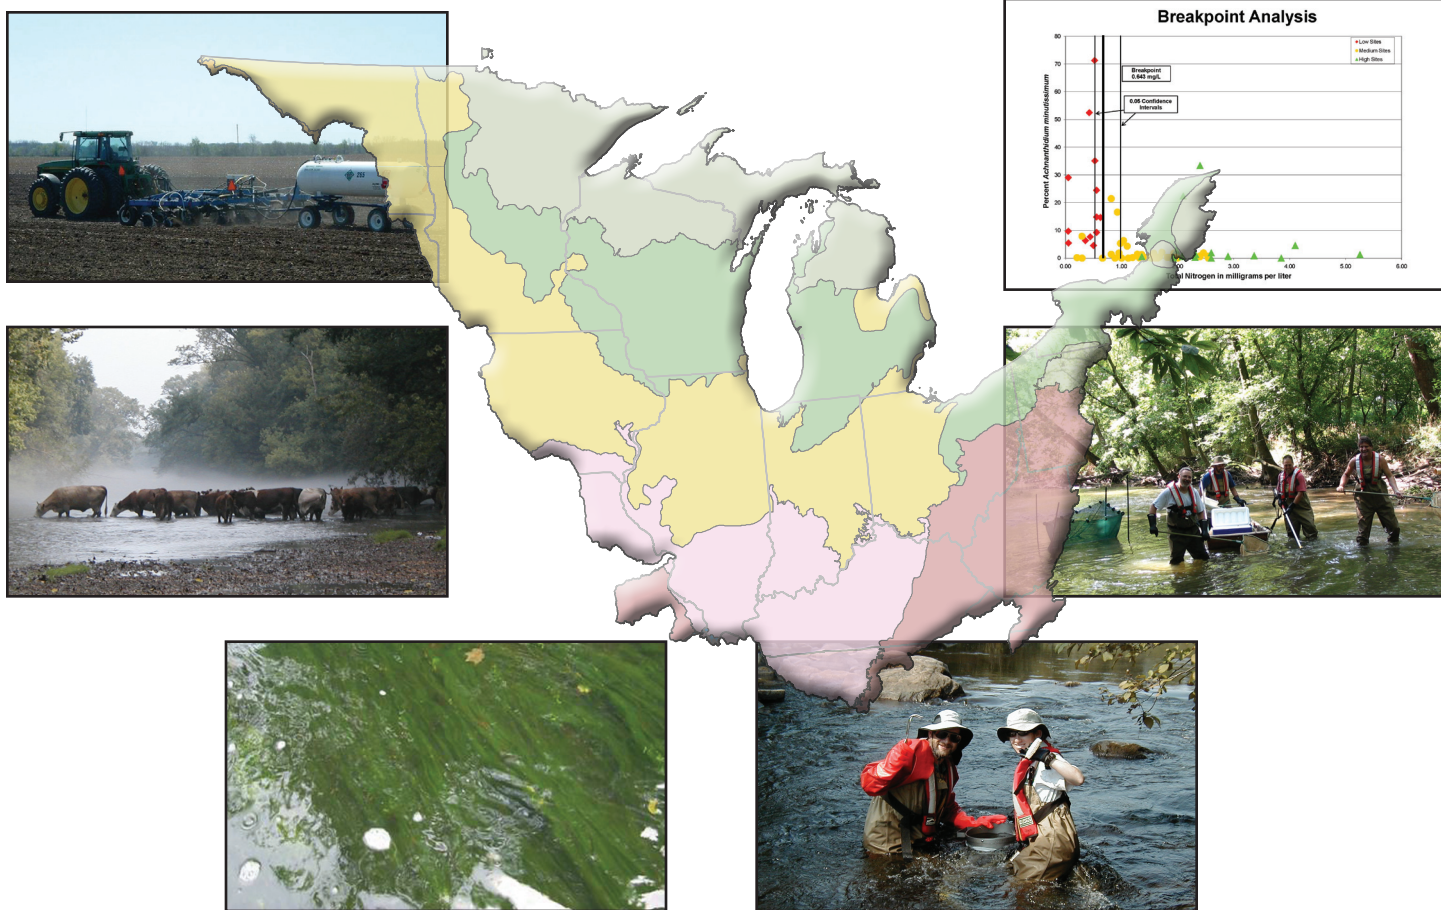 Breakpoint Analysis
80
70
60
50
40
30
20
10
0
Percent Achnanthidium minutissimum
Low Sites
Medium Sites
High Sites
Breakpoint
0.643 mg/L
0.05 Confidence
Intervals
0.00
1.00
2.00
3.00
4.00
5.00
6.00
Total Nitrogen in milligrams per liter